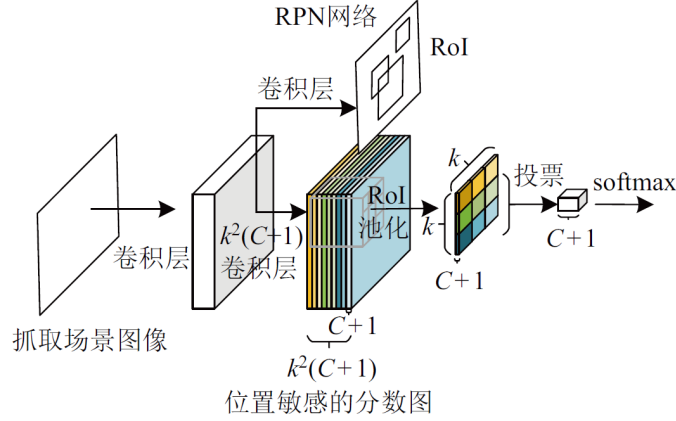 RPN网络
RoI
卷积层
k
投票
softmax
RoI
池化
k
k²(C+1)
卷积层
卷积层
C+1
C+1
C+1
抓取场景图像
k²(C+1)
位置敏感的分数图